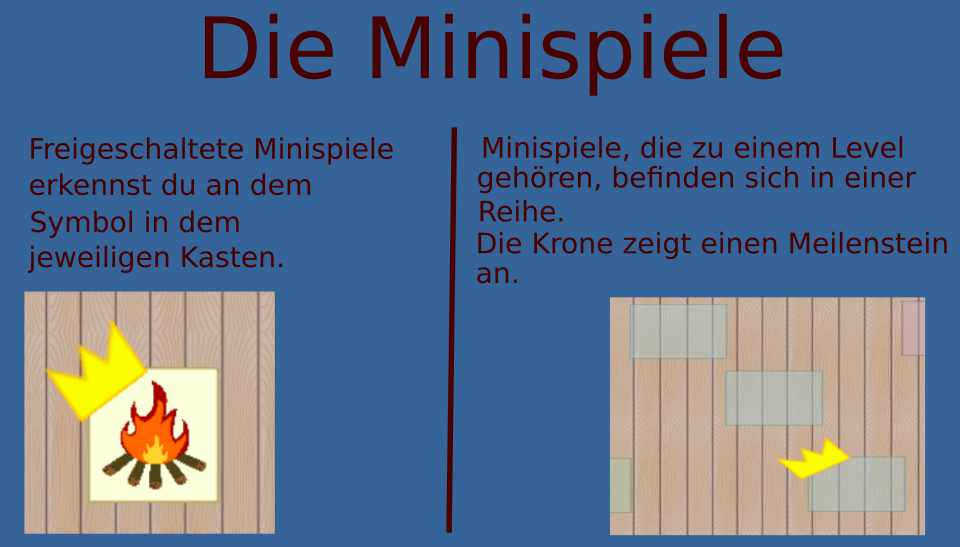 Die Minispiele
Freigeschaltete Minispiele
erkennst du an dem
Symbol in dem
jeweiligen Kasten.
Minispiele, die zu einem Level
gehören, befinden sich in einer
Reihe.
Die Krone zeigt einen Meilenstein
an.